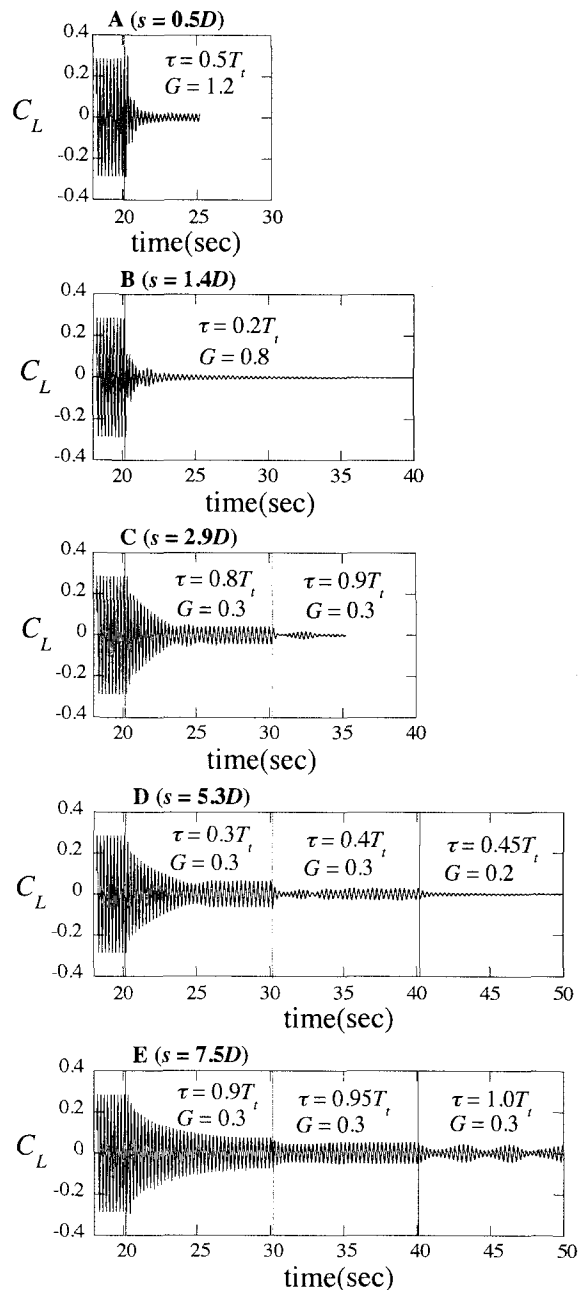 A (s = 0.5D)
0.4
0.2
0
-0.2
-0.4
C_L
τ = 0.5T_t
G = 1.2
20 25 30
time(sec)
B (s = 1.4D)
0.4
0.2
0
-0.2
-0.4
C_L
τ = 0.2T_t
G = 0.8
20 25 30 35 40
time(sec)
C (s = 2.9D)
0.4
0.2
0
-0.2
-0.4
C_L
τ = 0.8T_t τ = 0.9T_t
G = 0.3 G = 0.3
20 25 30 35 40
time(sec)
D (s = 5.3D)
0.4
0.2
0
-0.2
-0.4
C_L
τ = 0.3T_t τ = 0.4T_t τ = 0.45T_t
G = 0.3 G = 0.3 G = 0.2
20 25 30 35 40 45 50
time(sec)
E (s = 7.5D)
0.4
0.2
0
-0.2
-0.4
C_L
τ = 0.9T_t τ = 0.95T_t τ = 1.0T_t
G = 0.3 G = 0.3 G = 0.3
20 25 30 35 40 45 50
time(sec)